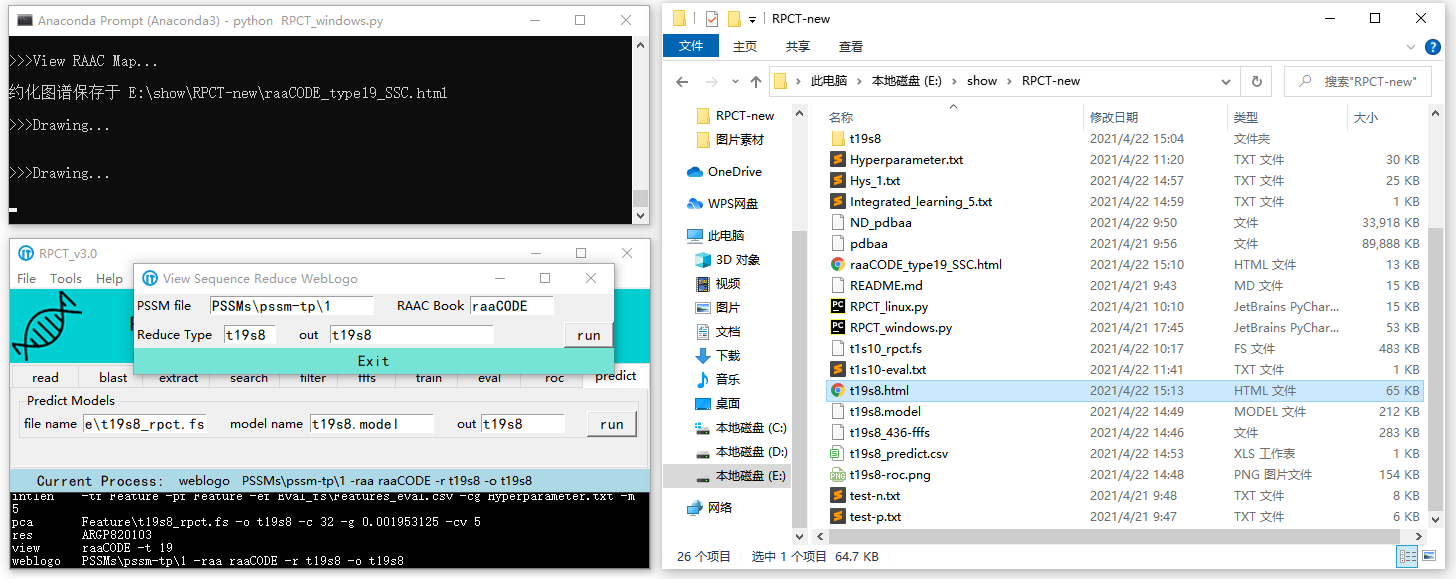 Anaconda Prompt (Anaconda3) - python  RPCT_windows.py
>>>View RAAC Map...
约化图谱保存于 E:\show\RPCT-new\raaCODE_type19_SSC.html
>>>Drawing...
>>>Drawing...
RPCT_v3.0
File Tools Help
View Sequence Reduce WebLogo
PSSM file PSSMs\pssm-tp\1 RAAC Book raaCODE
Reduce Type t19s8 out t19s8 run
Exit
read blast extract search filter fffs train eval roc predict
Predict Models
file name e\t19s8_rpct.fs model name t19s8.model out t19s8 run
Current Process: weblogo PSSMs\pssm-tp\1 -raa raaCODE -r t19s8 -o t19s8
intlen -tf Feature -pf Feature -ef Eval_fs\Features_eval.csv -cg Hyperparameter.txt -m
5
pca Feature\t19s8_rpct.fs -o t19s8 -c 32 -g 0.001953125 -cv 5
res ARGP820103
view raaCODE -t 19
weblogo PSSMs\pssm-tp\1 -raa raaCODE -r t19s8 -o t19s8
RPCT-new
文件 主页 共享 查看
此电脑 本地磁盘 (E:) show RPCT-new
搜索"RPCT-new"
RPCT-new
图片素材
OneDrive
WPS网盘
此电脑
3D 对象
视频
图片
文档
下载
音乐
桌面
本地磁盘 (C:)
本地磁盘 (D:)
本地磁盘 (E:)
网络
名称 修改日期 类型 大小
t19s8 2021/4/22 15:04 文件夹
Hyperparameter.txt 2021/4/22 11:20 TXT 文件 30 KB
Hys_1.txt 2021/4/22 14:57 TXT 文件 25 KB
Integrated_learning_5.txt 2021/4/22 14:59 TXT 文件 1 KB
ND_pdbaa 2021/4/22 9:50 文件 33,918 KB
pdbaa 2021/4/21 9:56 文件 89,888 KB
raaCODE_type19_SSC.html 2021/4/22 15:10 HTML 文件 13 KB
README.md 2021/4/21 9:43 MD 文件 15 KB
RPCT_linux.py 2021/4/21 10:10 JetBrains PyChar... 15 KB
RPCT_windows.py 2021/4/21 17:45 JetBrains PyChar... 53 KB
t1s10_rpct.fs 2021/4/22 10:17 FS 文件 483 KB
t1s10-eval.txt 2021/4/22 11:41 TXT 文件 1 KB
t19s8.html 2021/4/22 15:13 HTML 文件 65 KB
t19s8.model 2021/4/22 14:49 MODEL 文件 212 KB
t19s8_436-fffs 2021/4/22 14:46 文件 283 KB
t19s8_predict.csv 2021/4/22 14:53 XLS 工作表 1 KB
t19s8-roc.png 2021/4/22 14:48 PNG 图片文件 154 KB
test-n.txt 2021/4/21 9:48 TXT 文件 8 KB
test-p.txt 2021/4/21 9:47 TXT 文件 6 KB
26 个项目 选中 1 个项目 64.7 KB